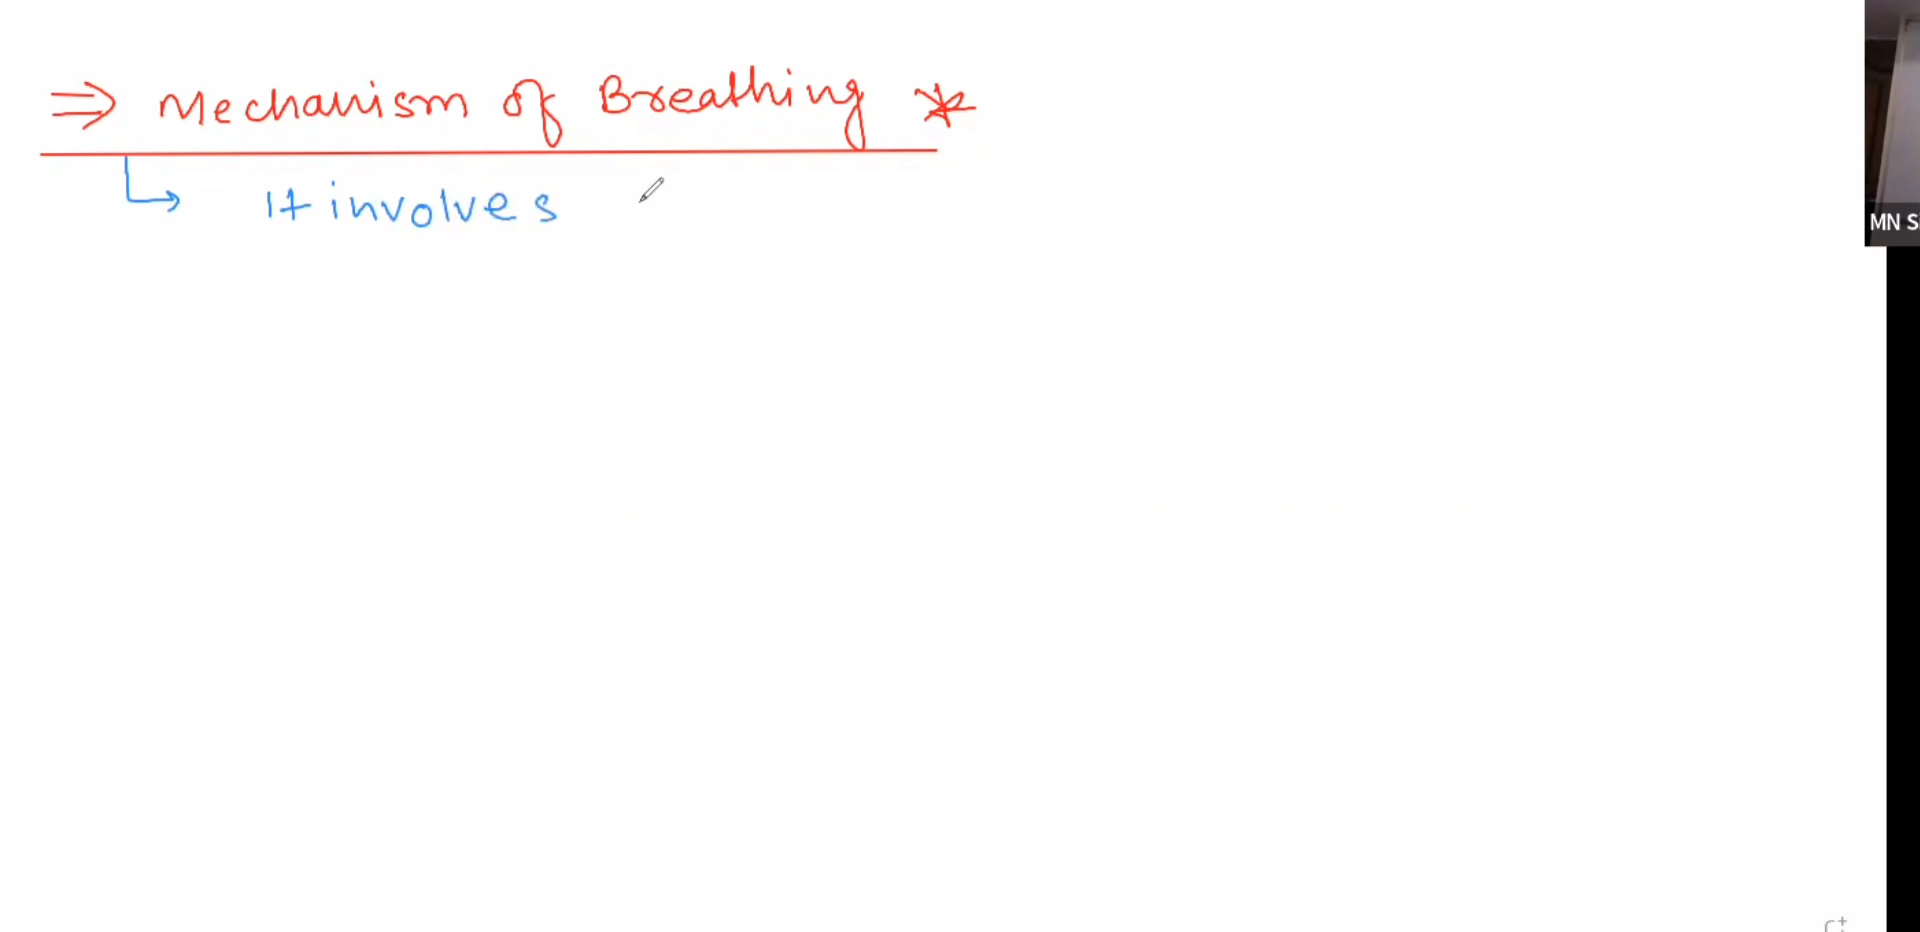 ⇒ Mechanism of Breathing *
↳ It involves
MN S